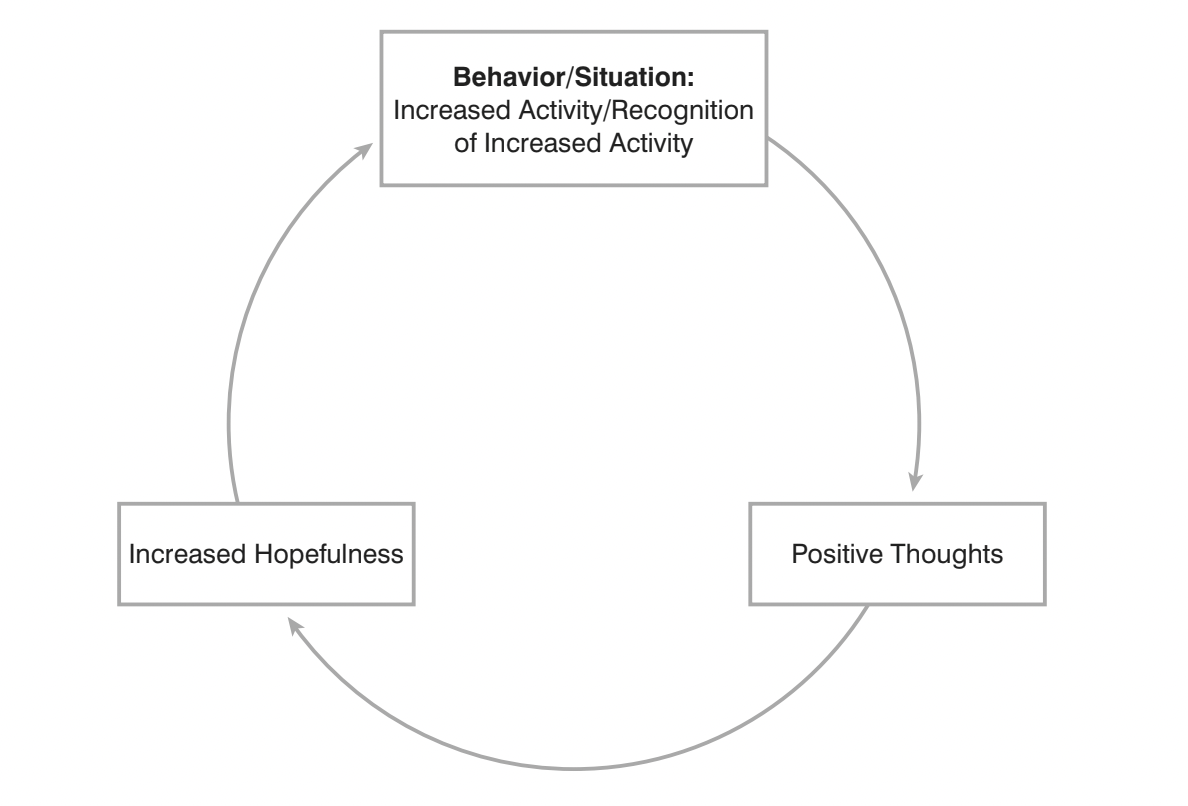 Behavior/Situation:
Increased Activity/Recognition
of Increased Activity
Increased Hopefulness
Positive Thoughts